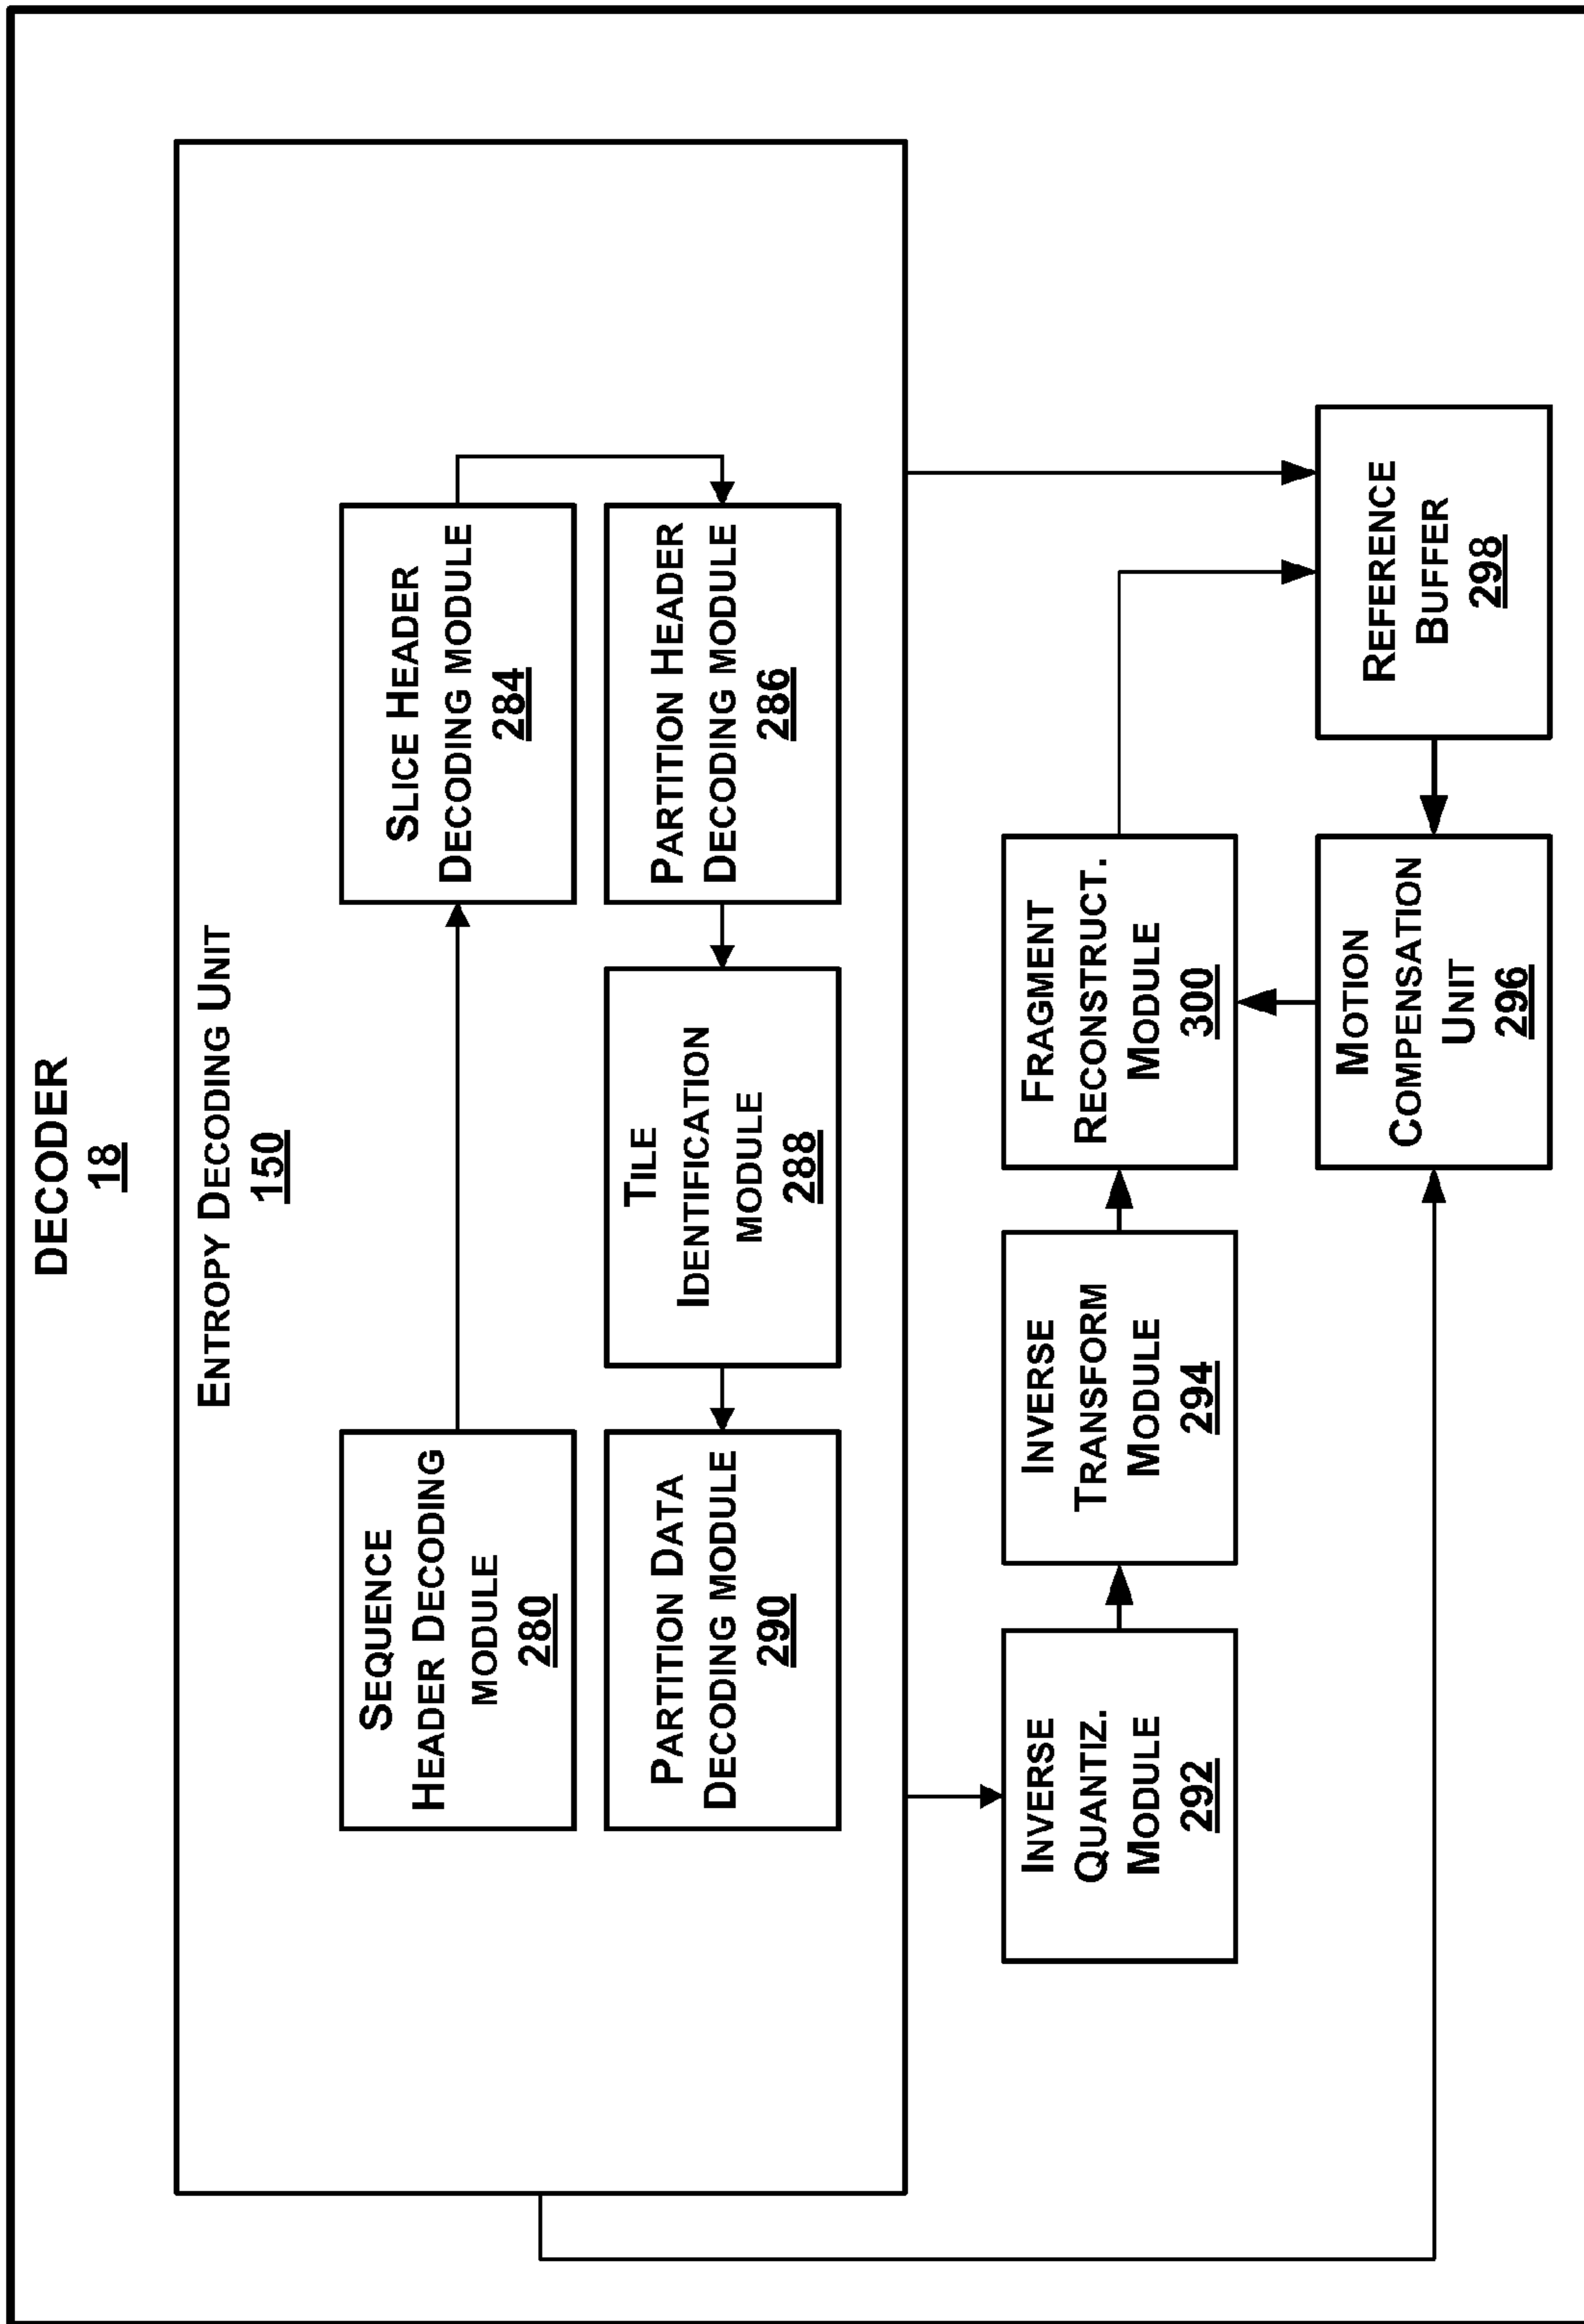 DECODER
18
ENTROPY DECODING UNIT
150
SEQUENCE
HEADER DECODING
MODULE
280
SLICE HEADER
DECODING MODULE
284
PARTITION DATA
DECODING MODULE
290
TILE
IDENTIFICATION
MODULE
288
PARTITION HEADER
DECODING MODULE
286
INVERSE
QUANTIZ.
MODULE
292
INVERSE
TRANSFORM
MODULE
294
FRAGMENT
RECONSTRUCT.
MODULE
300
MOTION
COMPENSATION
UNIT
296
REFERENCE
BUFFER
298